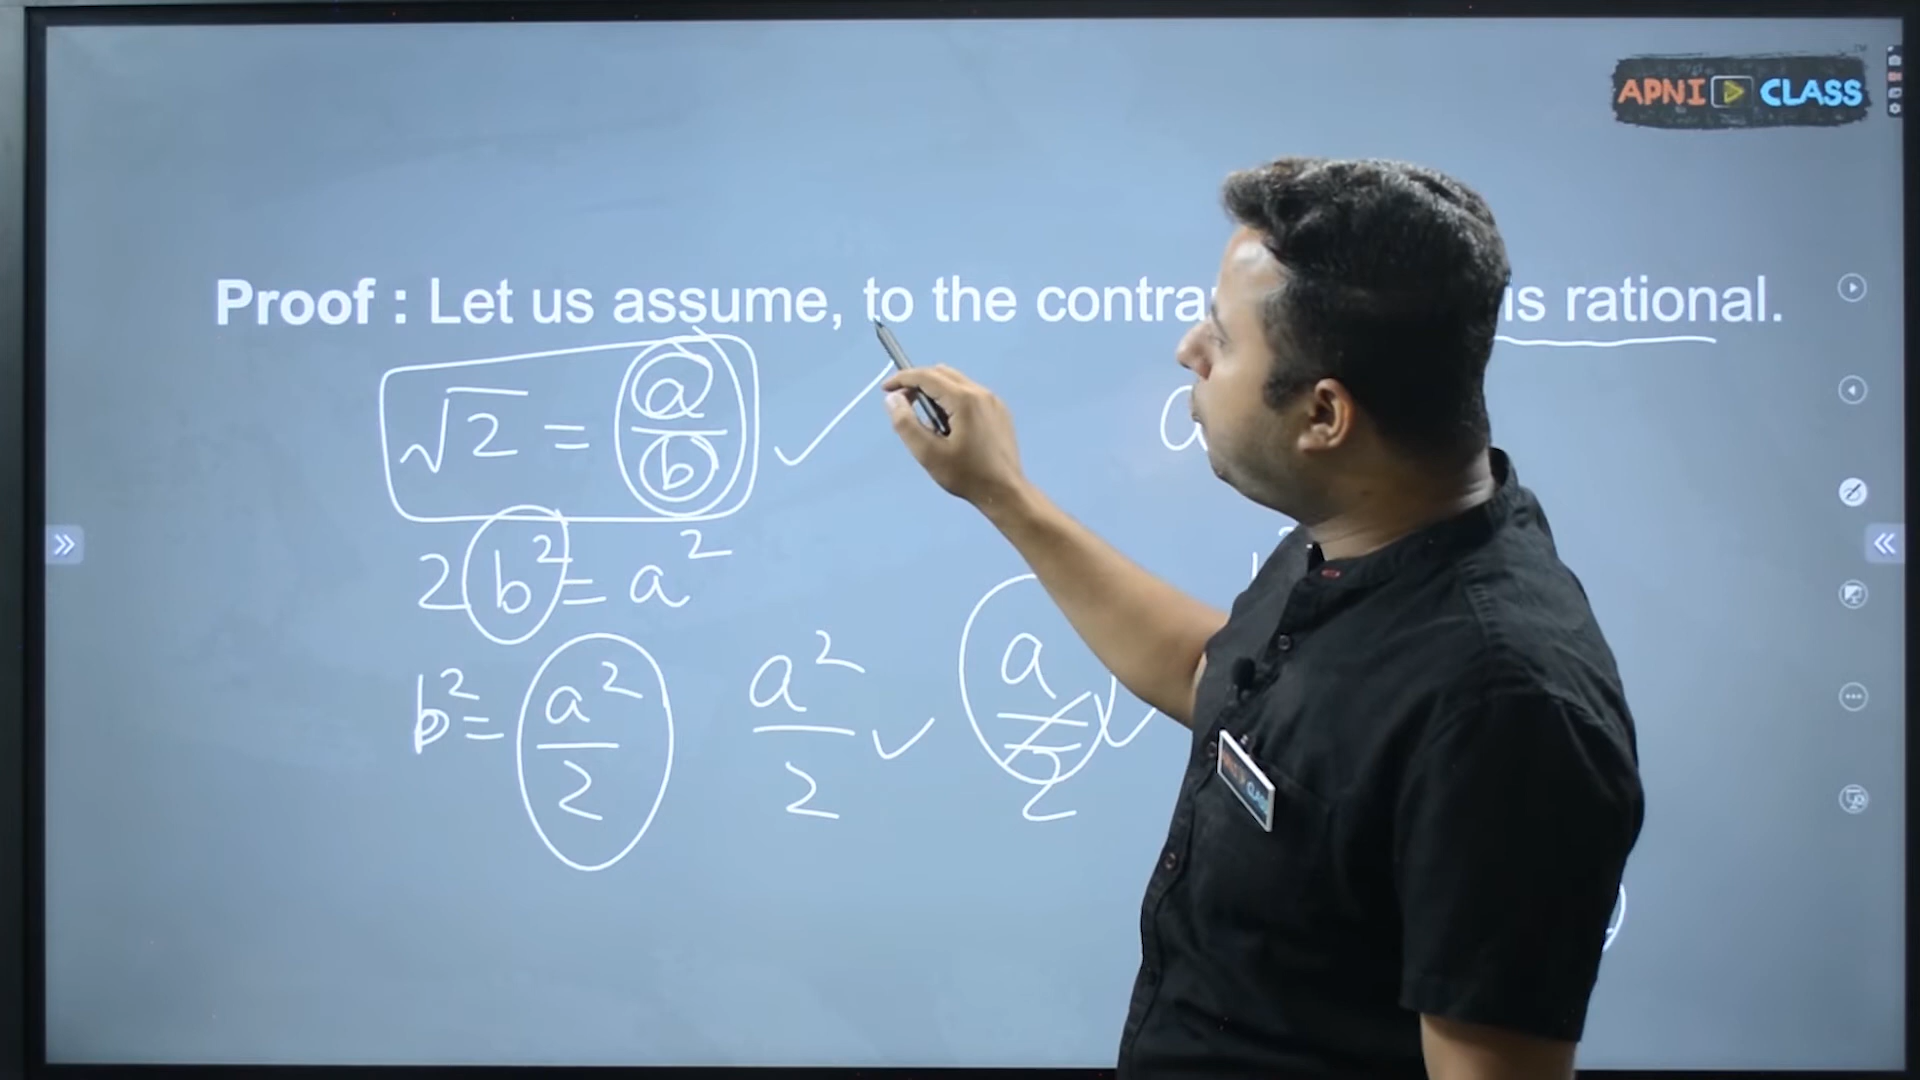 APNI CLASS
Proof : Let us assume, to the contra is rational.
√2 = a/b
a
2b² = a²
b² = a²/2
a²/2
a/2
CLASS